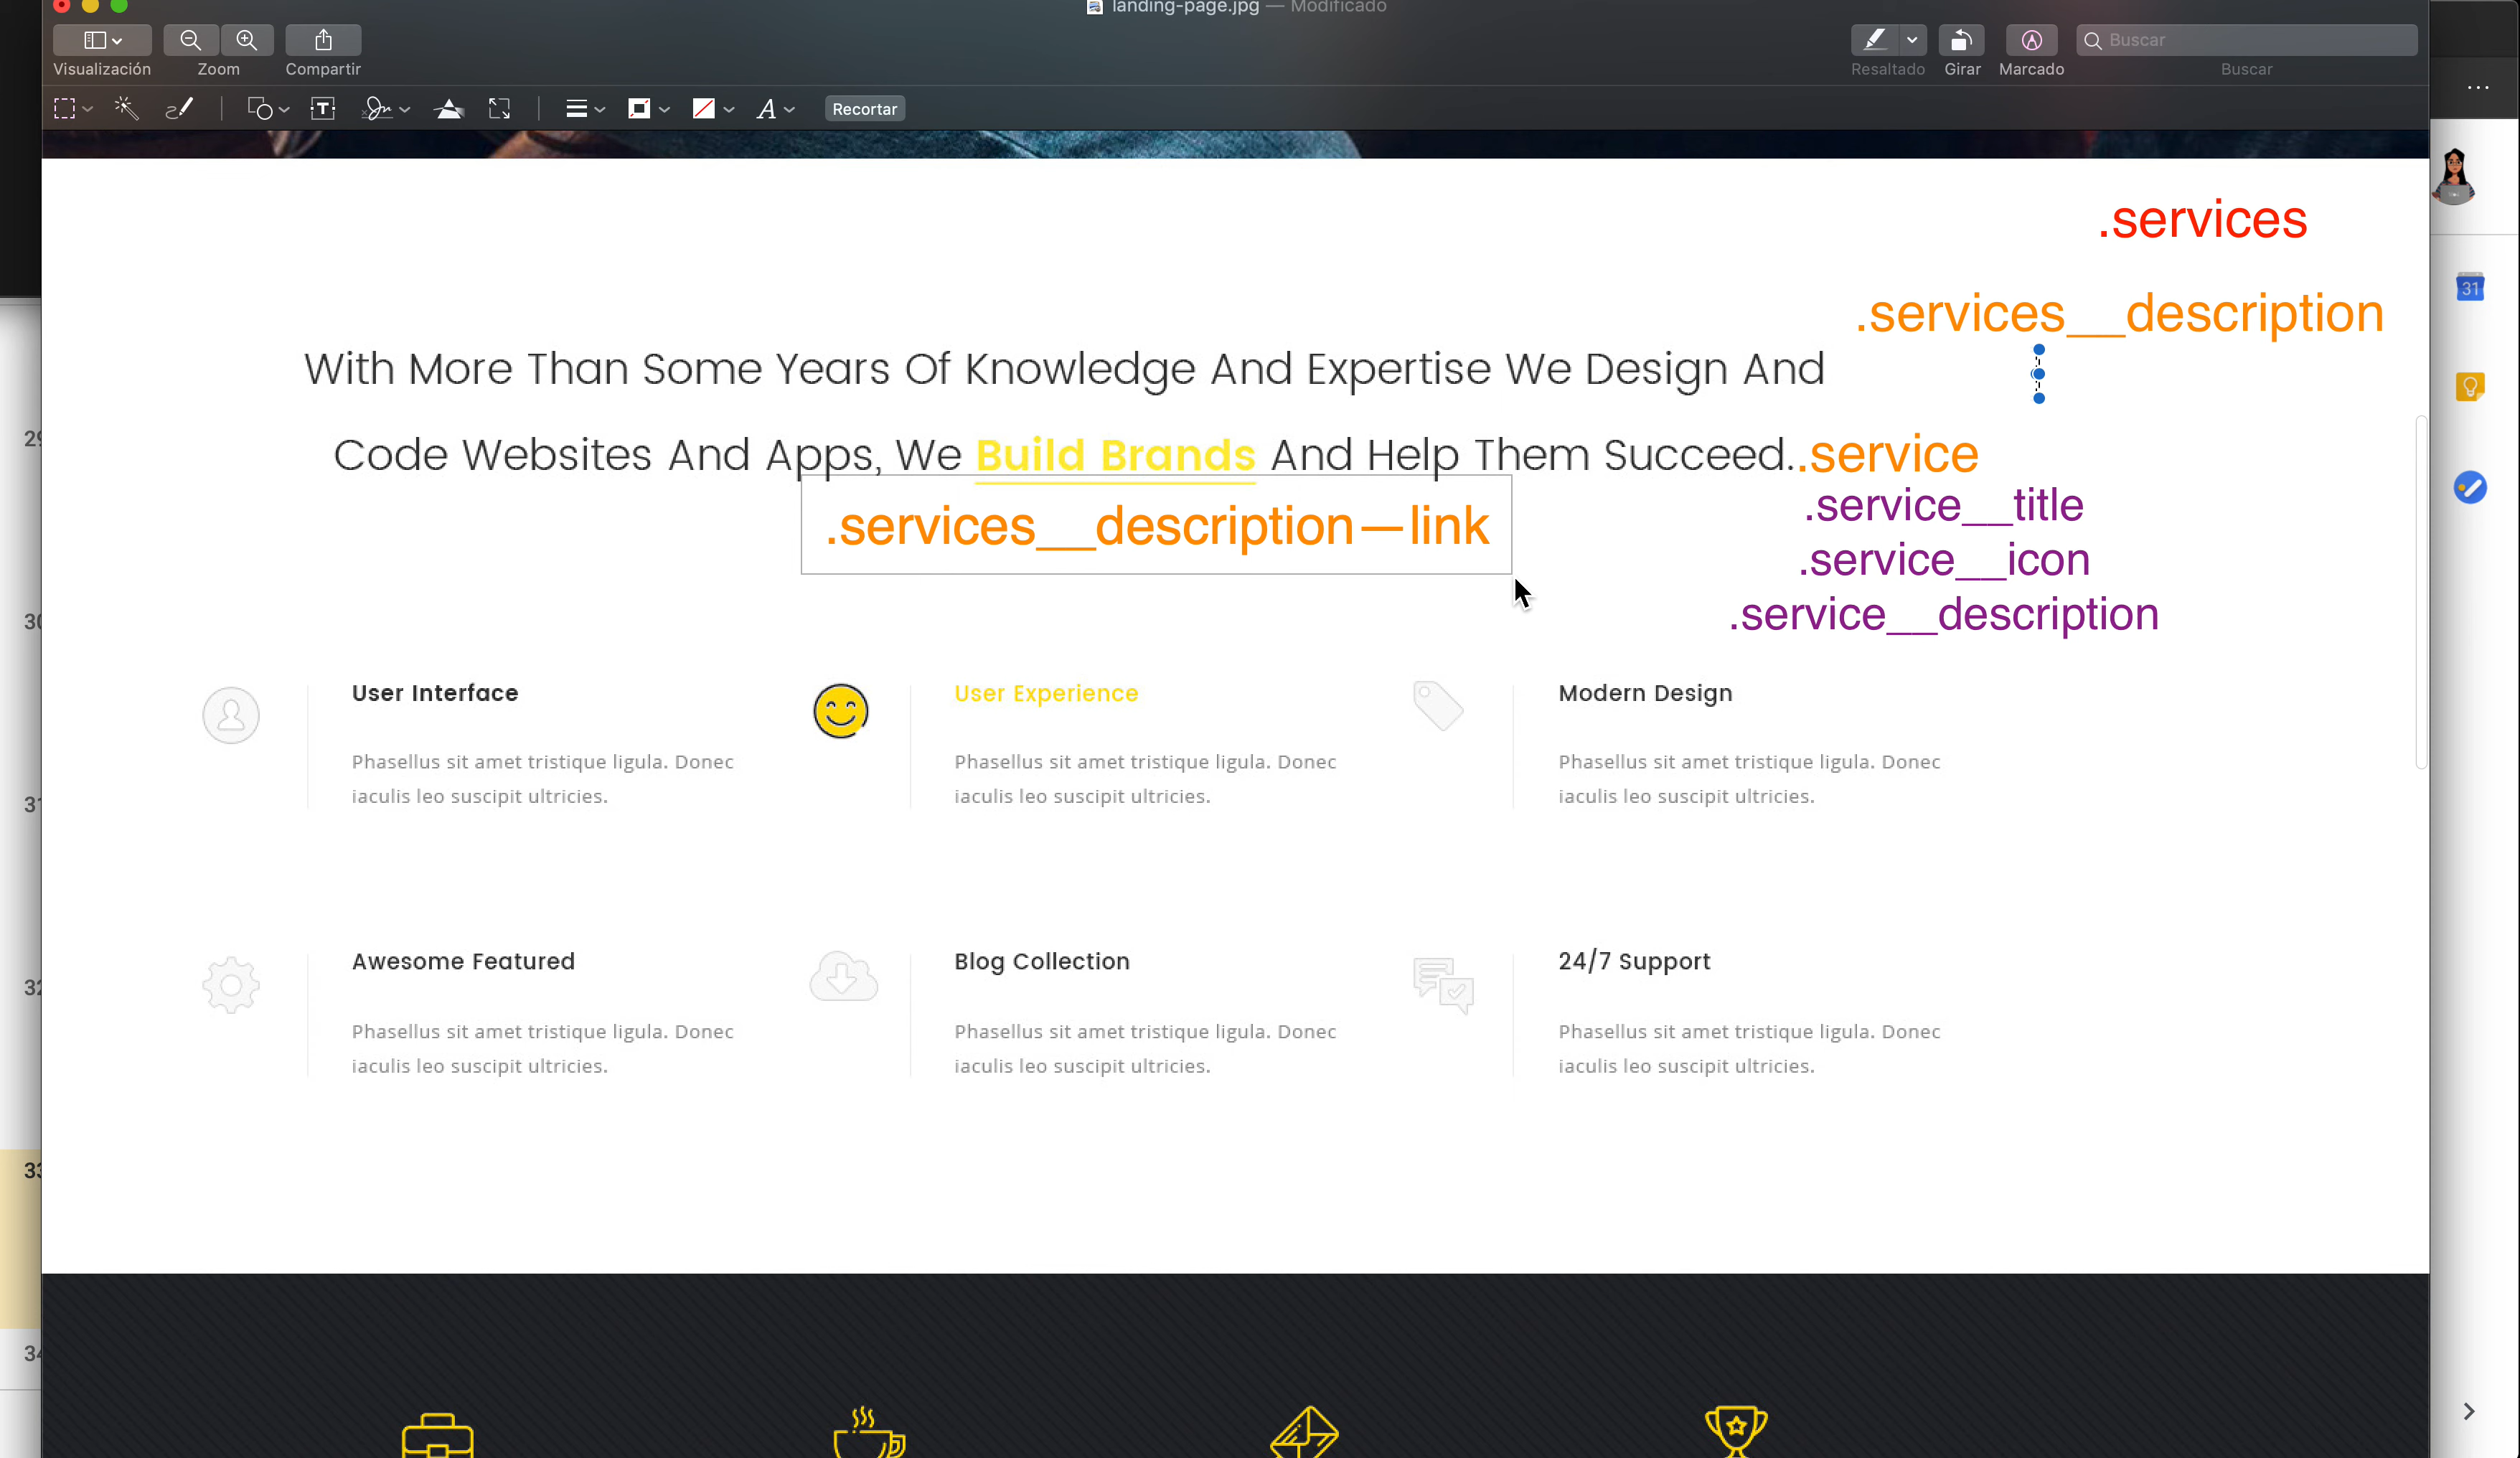 landing-page.jpg — Modificado
Visualización
Zoom
Compartir
Resaltado
Girar
Marcado
Buscar
Buscar
Recortar
.services
.services__description
With More Than Some Years Of Knowledge And Expertise We Design And
Code Websites And Apps, We Build Brands And Help Them Succeed.
.service
.services__description—link
.service__title
.service__icon
.service__description
User Interface
Phasellus sit amet tristique ligula. Donec
iaculis leo suscipit ultricies.
User Experience
Phasellus sit amet tristique ligula. Donec
iaculis leo suscipit ultricies.
Modern Design
Phasellus sit amet tristique ligula. Donec
iaculis leo suscipit ultricies.
Awesome Featured
Phasellus sit amet tristique ligula. Donec
iaculis leo suscipit ultricies.
Blog Collection
Phasellus sit amet tristique ligula. Donec
iaculis leo suscipit ultricies.
24/7 Support
Phasellus sit amet tristique ligula. Donec
iaculis leo suscipit ultricies.
29
30
31
32
33
34
31